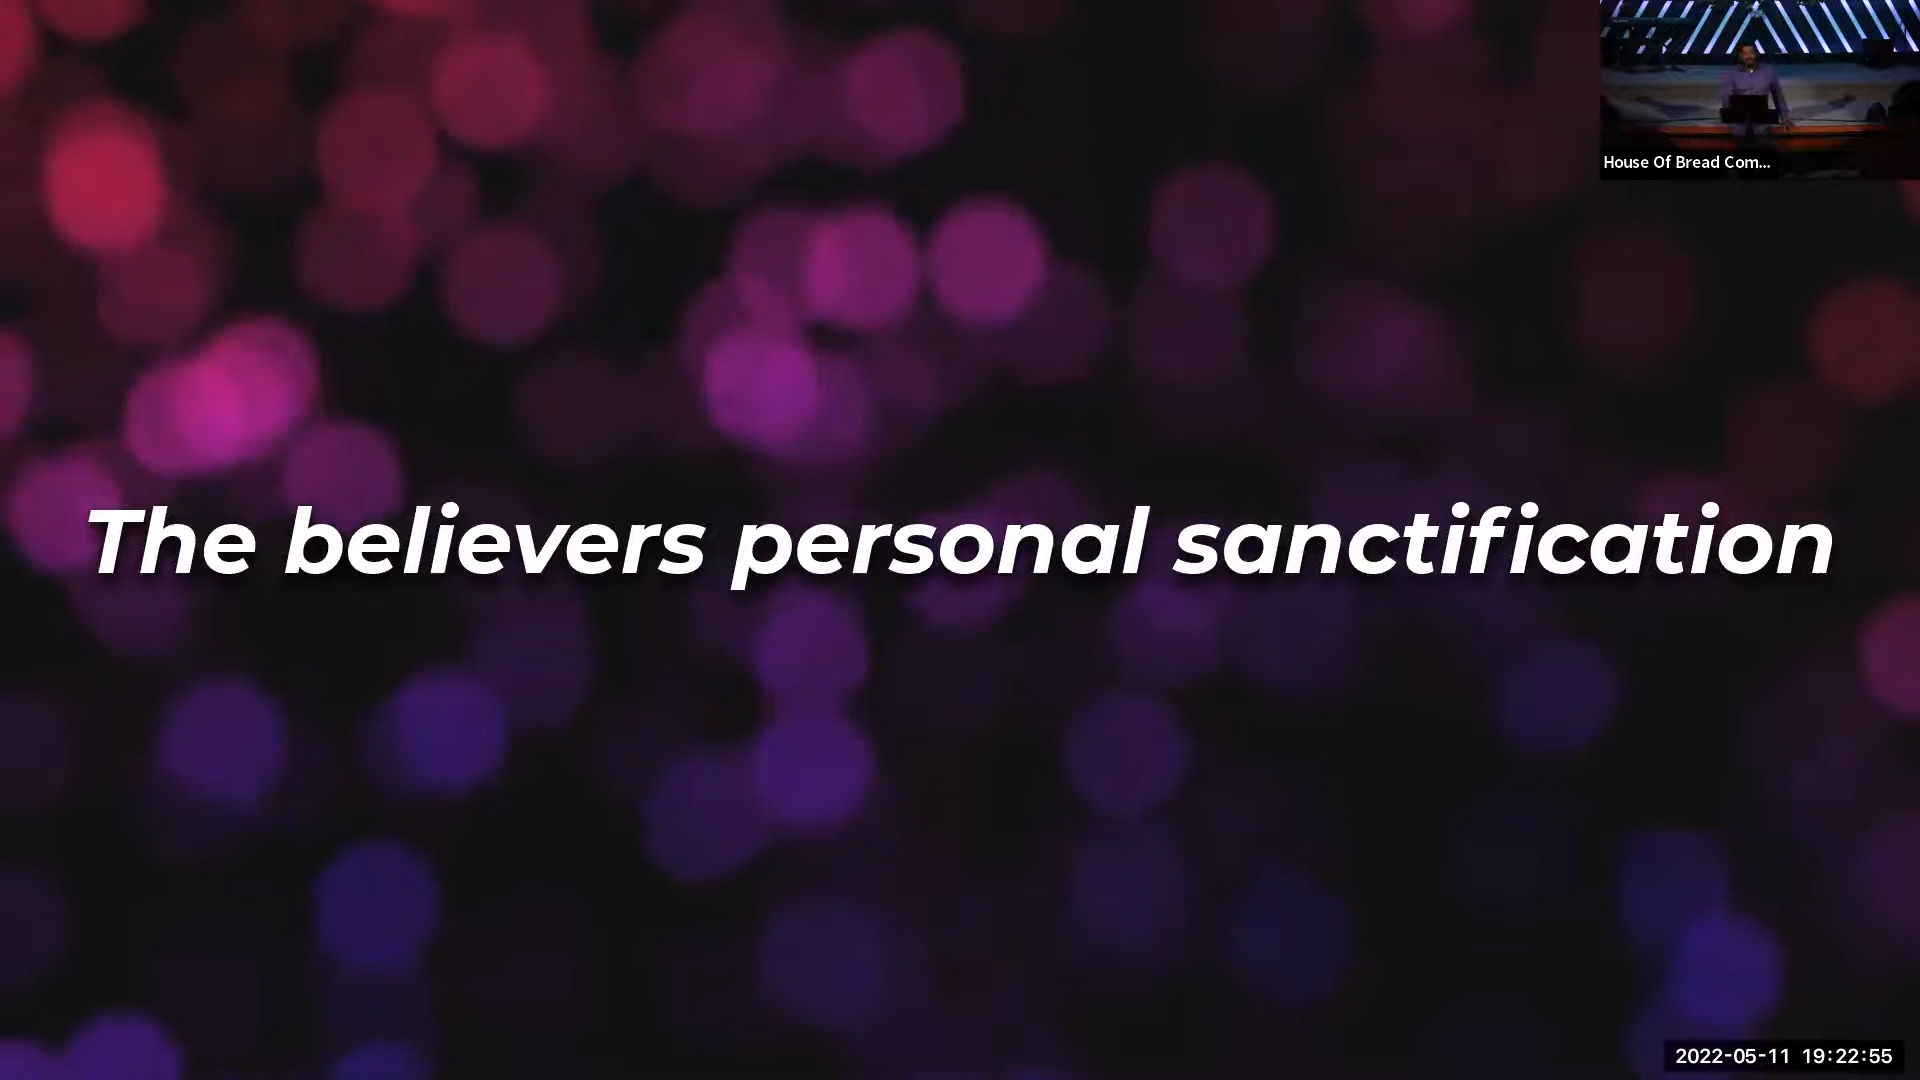 House Of Bread Com...
The believers personal sanctification
2022-05-11 19:22:55